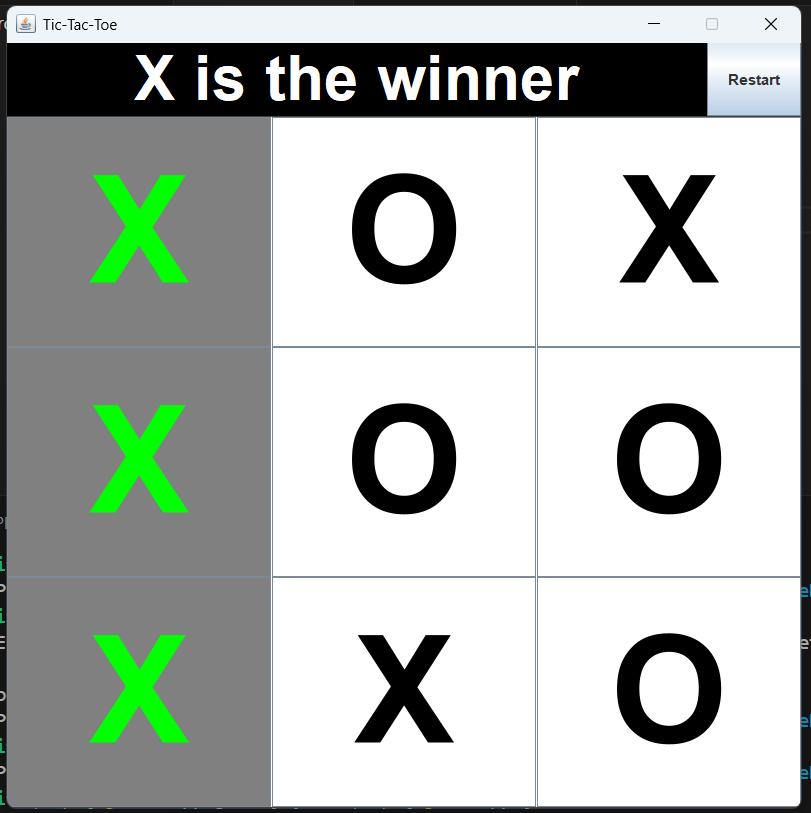 Tic-Tac-Toe
X is the winner
Restart
X O X
X O O
X X O